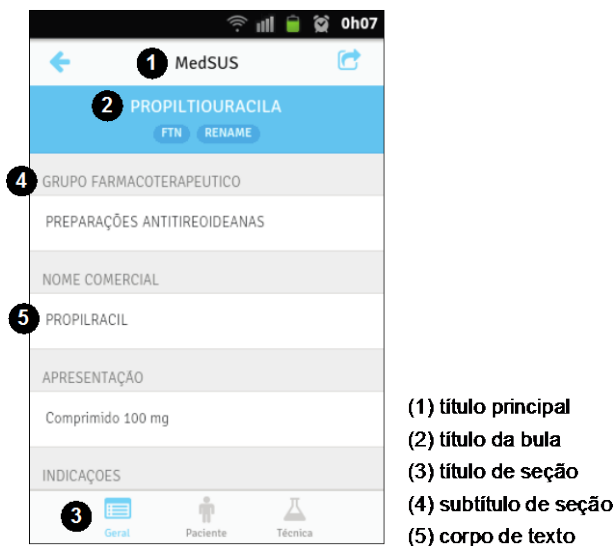 0h07
1 MedSUS
2 PROPILTIOURACILA
FTN RENAME
4 GRUPO FARMACOTERAPEUTICO
PREPARAÇÕES ANTITIREOIDEANAS
NOME COMERCIAL
5 PROPILRACIL
APRESENTAÇÃO
Comprimido 100 mg
INDICAÇOES
3
Geral Paciente Técnica
(1) título principal
(2) título da bula
(3) título de seção
(4) subtítulo de seção
(5) corpo de texto